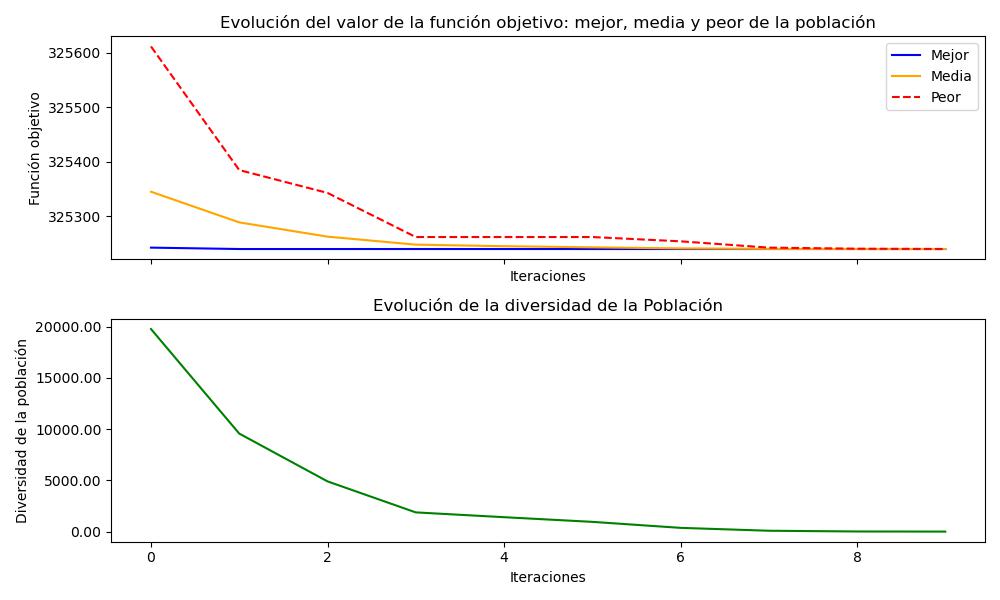 Evolución del valor de la función objetivo: mejor, media y peor de la población
325600
325500
325400
325300
Función objetivo
Mejor
Media
Peor
Iteraciones
Evolución de la diversidad de la Población
20000.00
15000.00
10000.00
5000.00
0.00
Diversidad de la población
0 2 4 6 8
Iteraciones